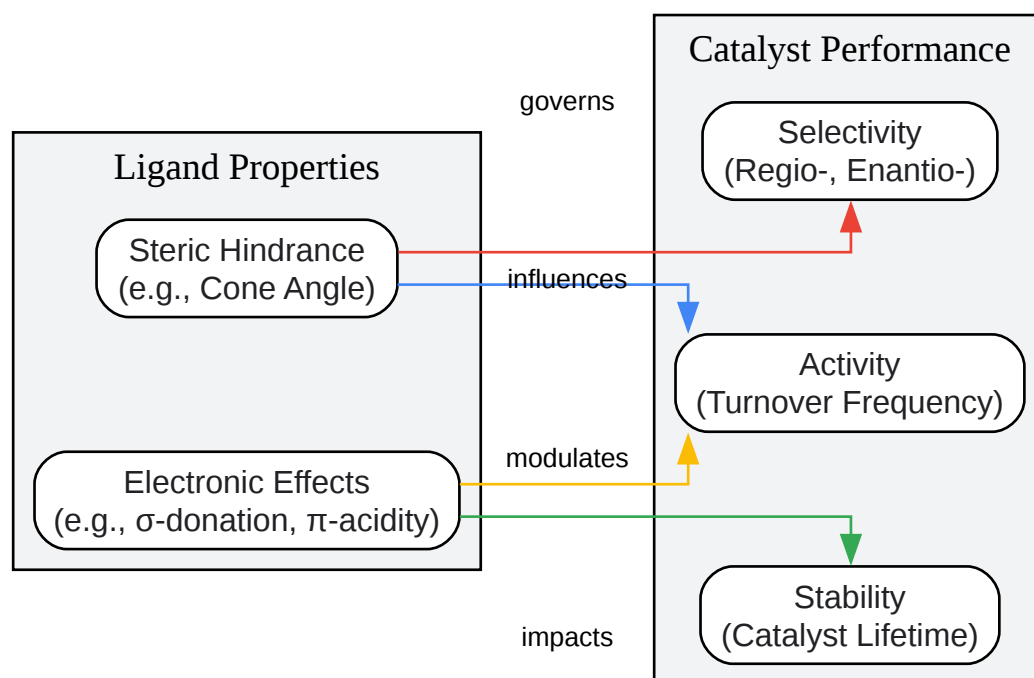 Ligand Properties
Steric Hindrance
(e.g., Cone Angle)
Electronic Effects
(e.g., σ-donation, π-acidity)
governs
influences
modulates
impacts
Catalyst Performance
Selectivity
(Regio-, Enantio-)
Activity
(Turnover Frequency)
Stability
(Catalyst Lifetime)